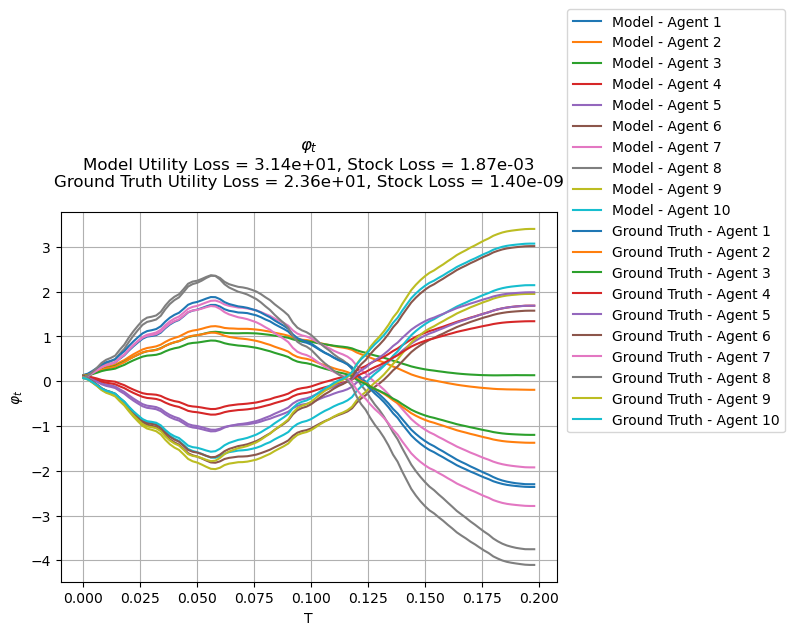 φt
Model Utility Loss = 3.14e+01, Stock Loss = 1.87e-03
Ground Truth Utility Loss = 2.36e+01, Stock Loss = 1.40e-09
3
2
1
0
−1
−2
−3
−4
φt
0.000 0.025 0.050 0.075 0.100 0.125 0.150 0.175 0.200
T
Model - Agent 1
Model - Agent 2
Model - Agent 3
Model - Agent 4
Model - Agent 5
Model - Agent 6
Model - Agent 7
Model - Agent 8
Model - Agent 9
Model - Agent 10
Ground Truth - Agent 1
Ground Truth - Agent 2
Ground Truth - Agent 3
Ground Truth - Agent 4
Ground Truth - Agent 5
Ground Truth - Agent 6
Ground Truth - Agent 7
Ground Truth - Agent 8
Ground Truth - Agent 9
Ground Truth - Agent 10